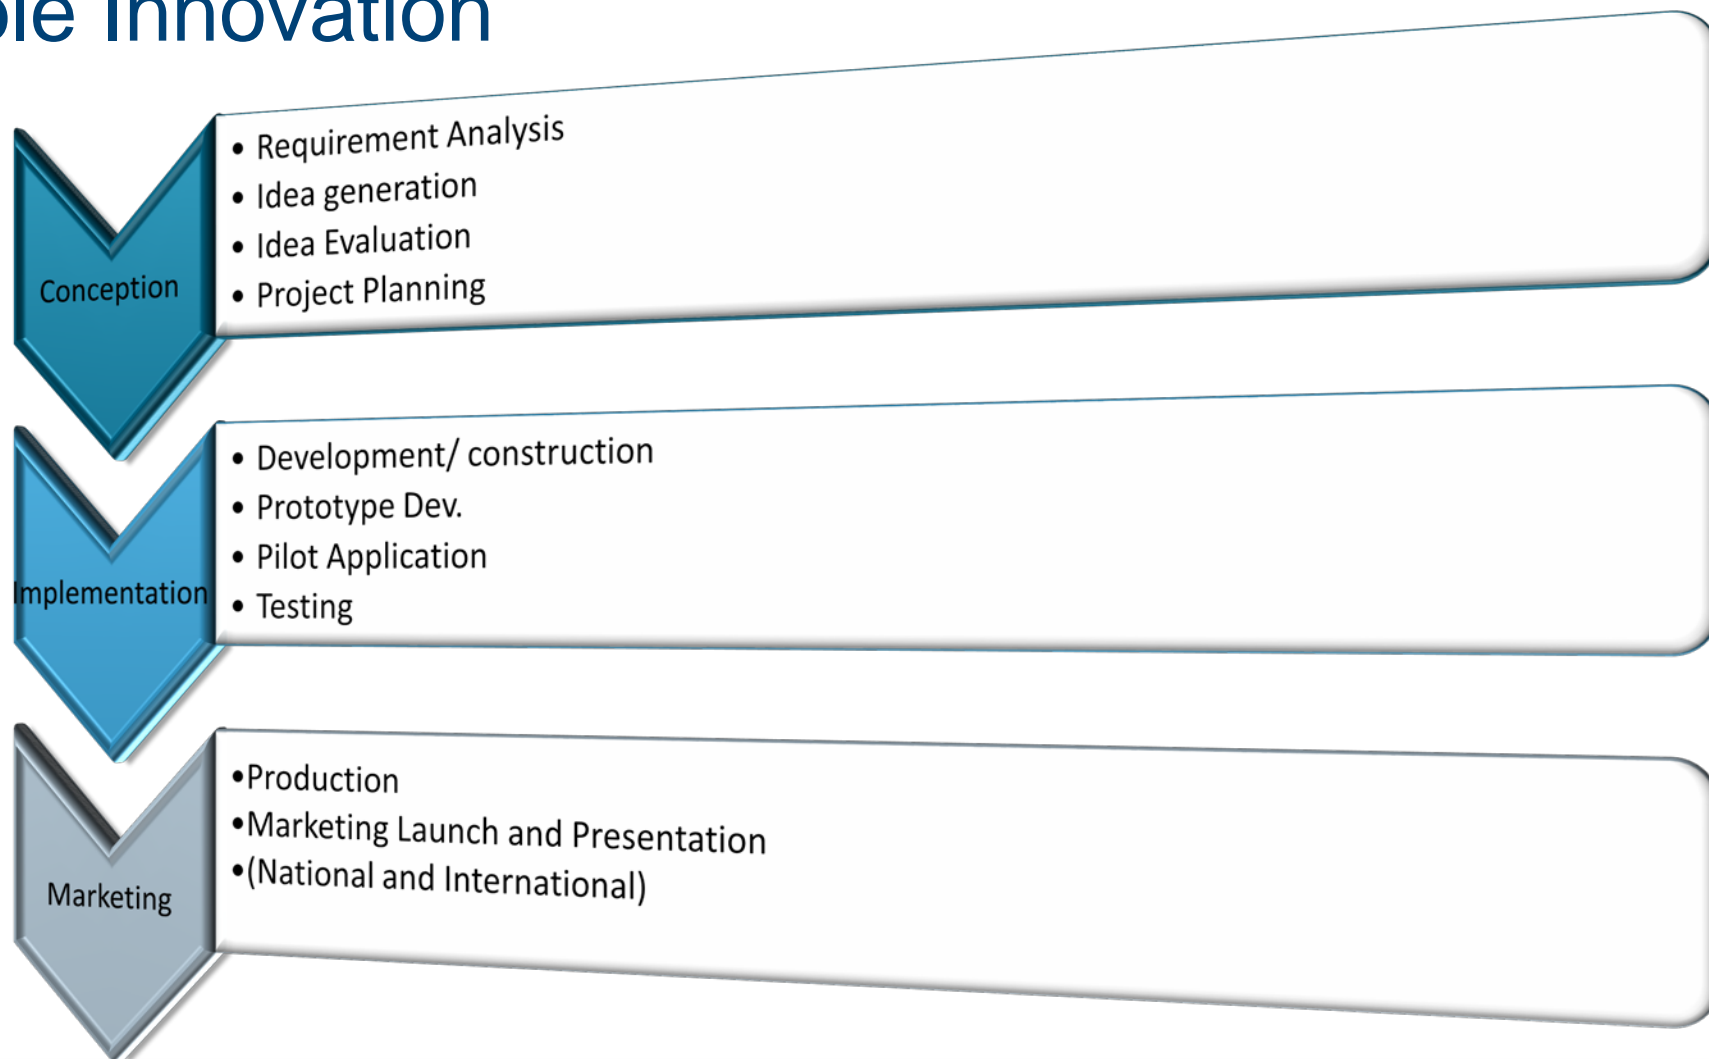 Innovation
Conception
• Requirement Analysis
• Idea generation
• Idea Evaluation
• Project Planning
Implementation
• Development/ construction
• Prototype Dev.
• Pilot Application
• Testing
Marketing
•Production
•Marketing Launch and Presentation
•(National and International)